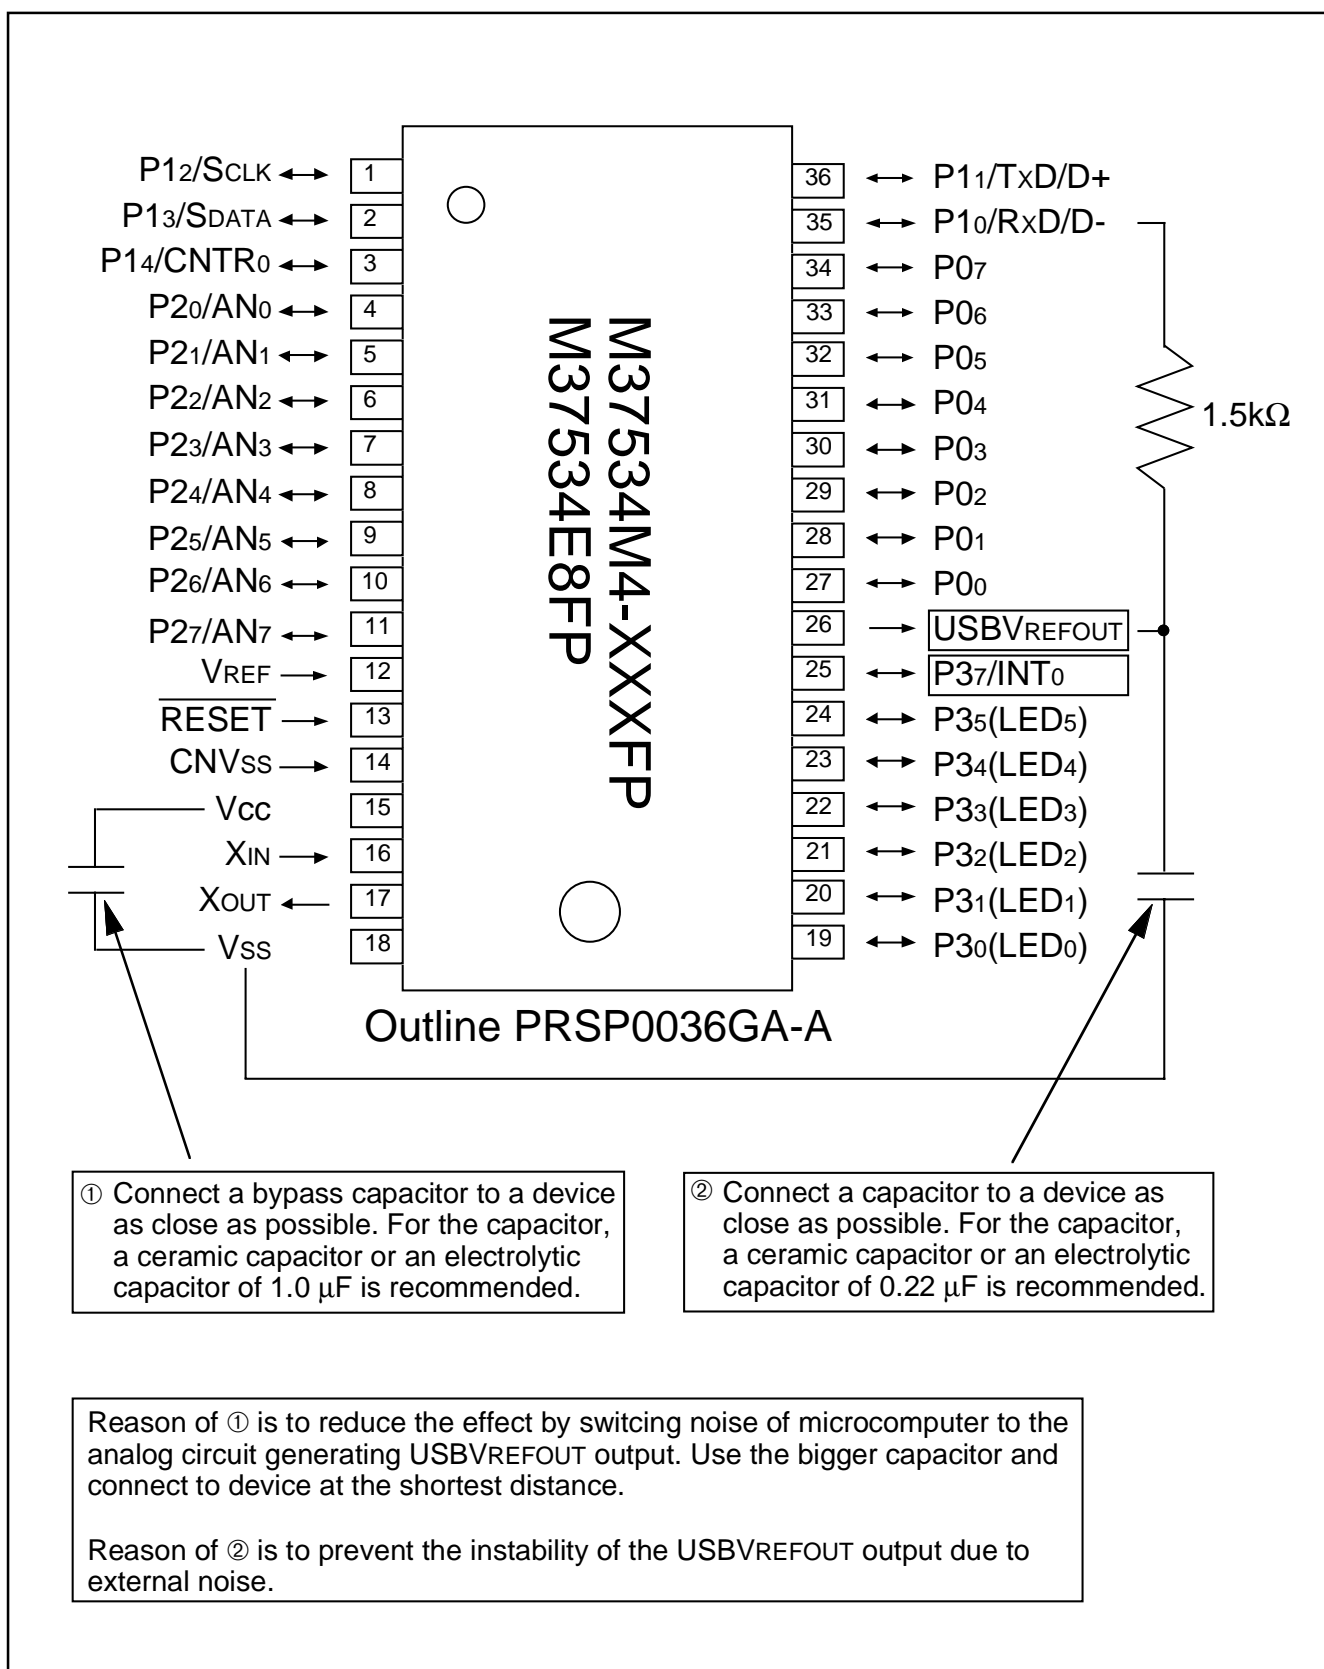 P12/SCLK 1
P13/SDATA 2
P14/CNTR0 3
P20/AN0 4
P21/AN1 5
P22/AN2 6
P23/AN3 7
P24/AN4 8
P25/AN5 9
P26/AN6 10
P27/AN7 11
VREF 12
RESET 13
CNVSS 14
Vcc 15
XIN 16
XOUT 17
VSS 18
M37534M4-XXXFP
M37534E8FP
36 P11/TxD/D+
35 P10/RxD/D-
34 P07
33 P06
32 P05
31 P04
30 P03
29 P02
28 P01
27 P00
26 USBVREFOUT
25 P37/INT0
24 P35(LED5)
23 P34(LED4)
22 P33(LED3)
21 P32(LED2)
20 P31(LED1)
19 P30(LED0)
1.5kΩ
Outline PRSP0036GA-A
① Connect a bypass capacitor to a device
as close as possible. For the capacitor,
a ceramic capacitor or an electrolytic
capacitor of 1.0 μF is recommended.
② Connect a capacitor to a device as
close as possible. For the capacitor,
a ceramic capacitor or an electrolytic
capacitor of 0.22 μF is recommended.
Reason of ① is to reduce the effect by switcing noise of microcomputer to the
analog circuit generating USBVREFOUT output. Use the bigger capacitor and
connect to device at the shortest distance.
Reason of ② is to prevent the instability of the USBVREFOUT output due to
external noise.